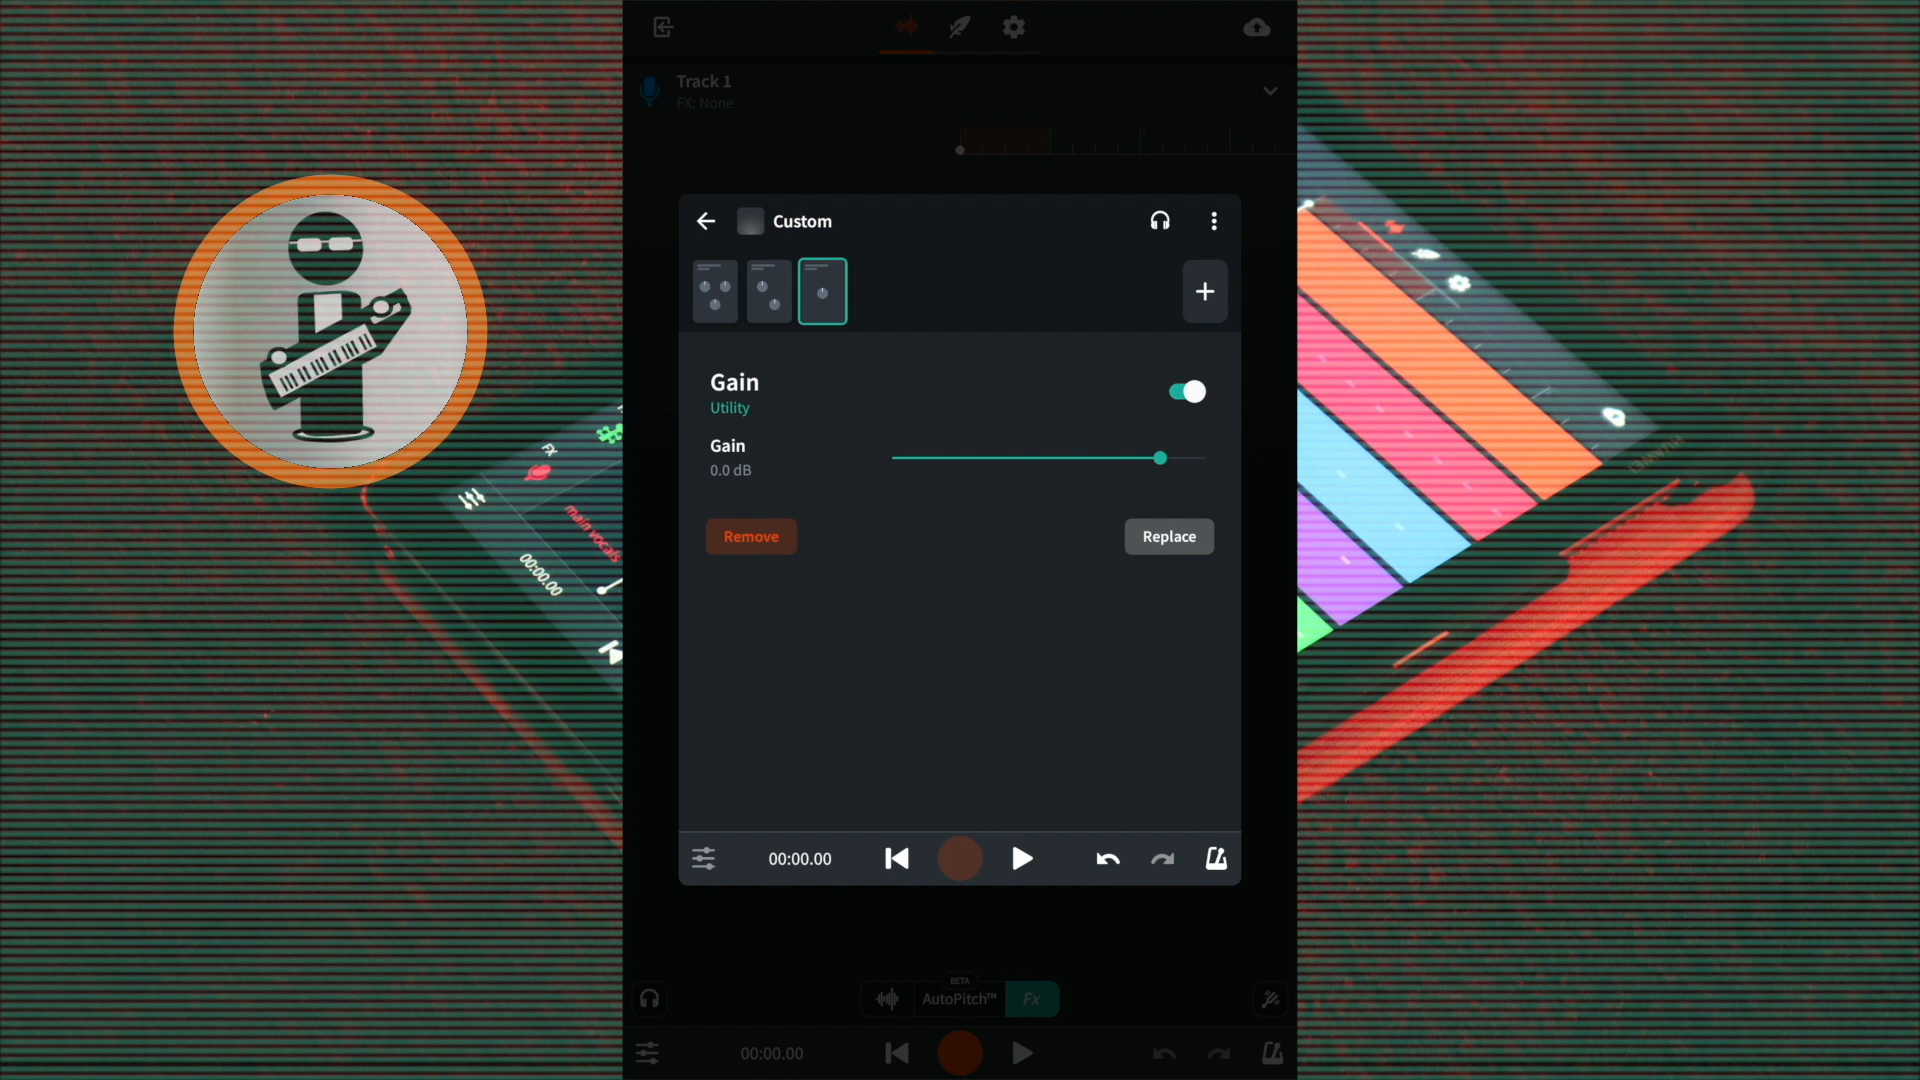 Track 1
FX: None
Custom
Gain
Utility
Gain
0.0 dB
Remove
Replace
00:00.00
BETA
AutoPitch™
Fx
00:00.00
FX
main vocals
00:00.00
HUAWEI